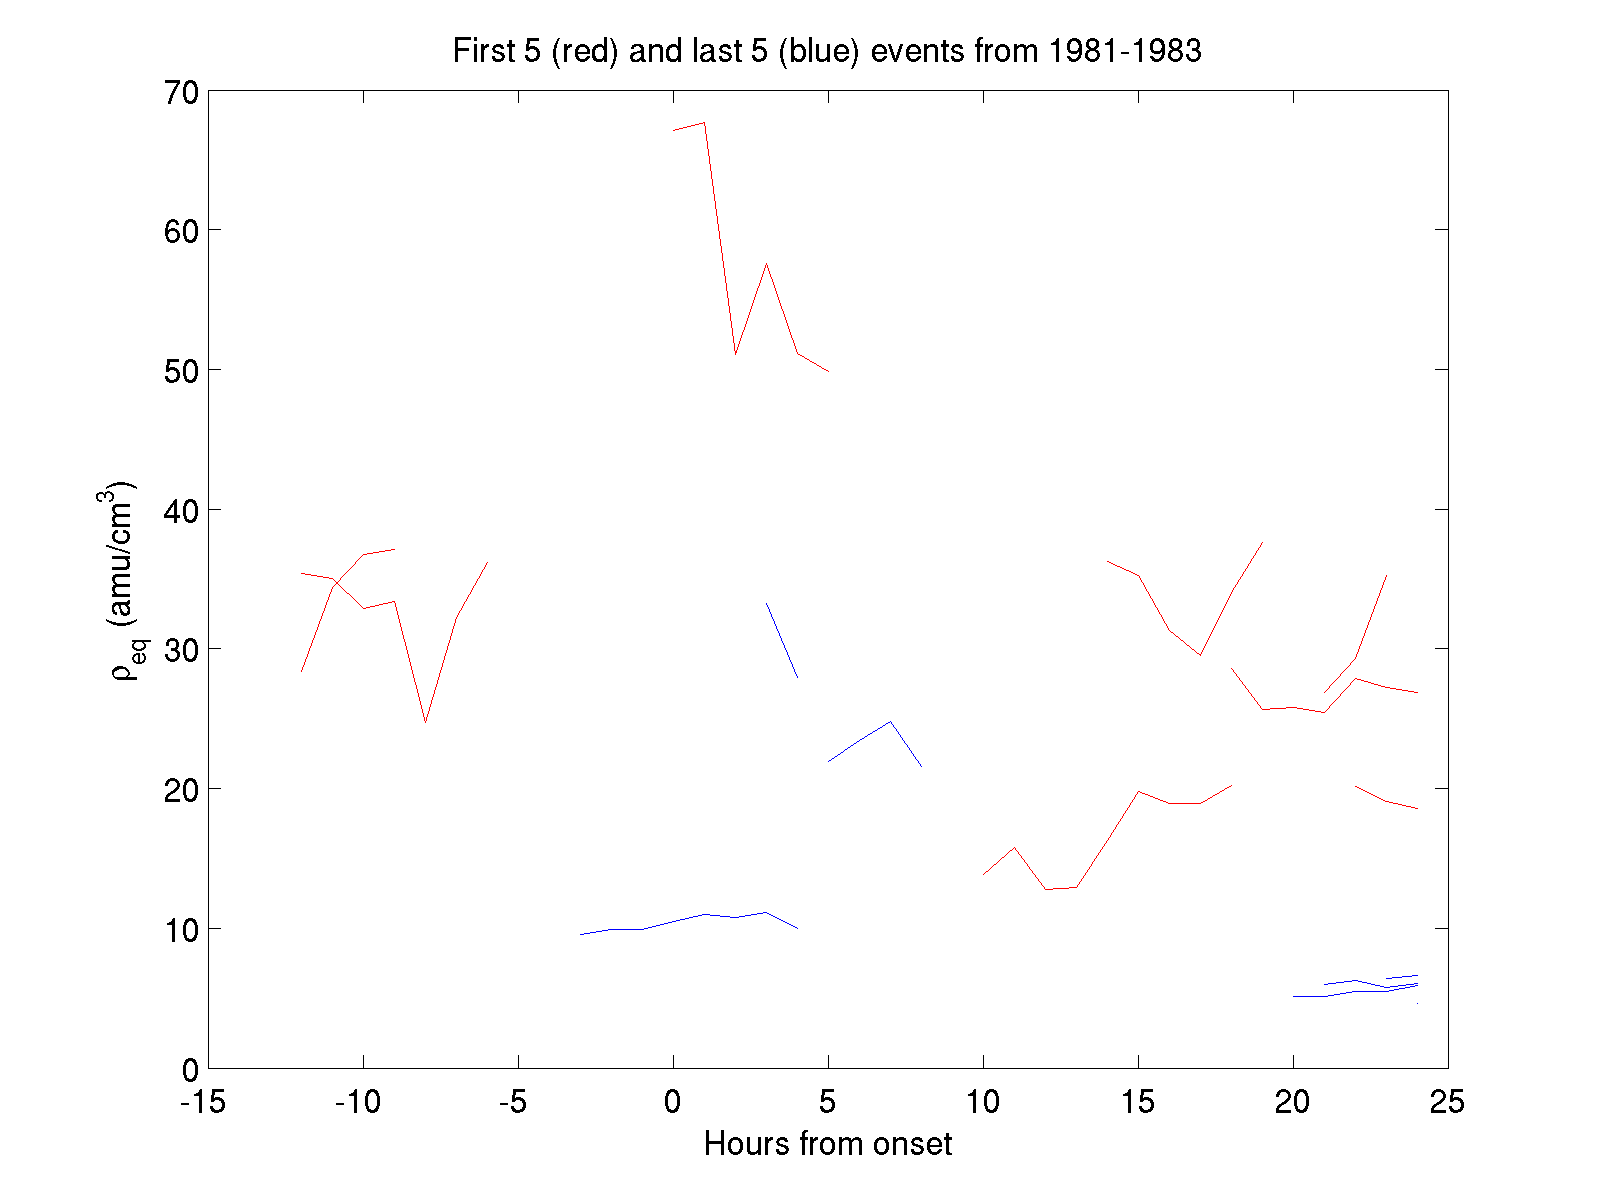 First 5 (red) and last 5 (blue) events from 1981-1983
70
60
50
40
30
20
10
0
ρeq (amu/cm³)
-15 -10 -5 0 5 10 15 20 25
Hours from onset